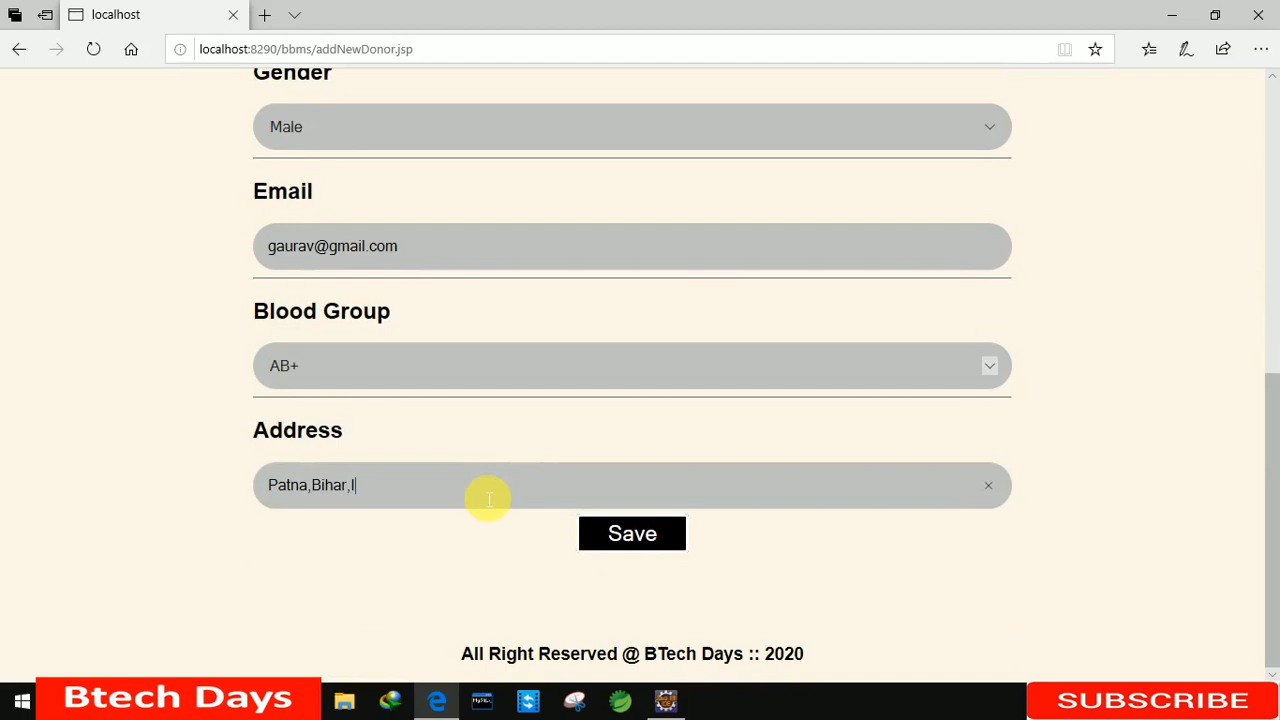 localhost
localhost:8290/bbms/addNewDonor.jsp
Gender
Male
Email
gaurav@gmail.com
Blood Group
AB+
Address
Patna,Bihar,I
Save
All Right Reserved @ BTech Days :: 2020
Btech Days
SUBSCRIBE